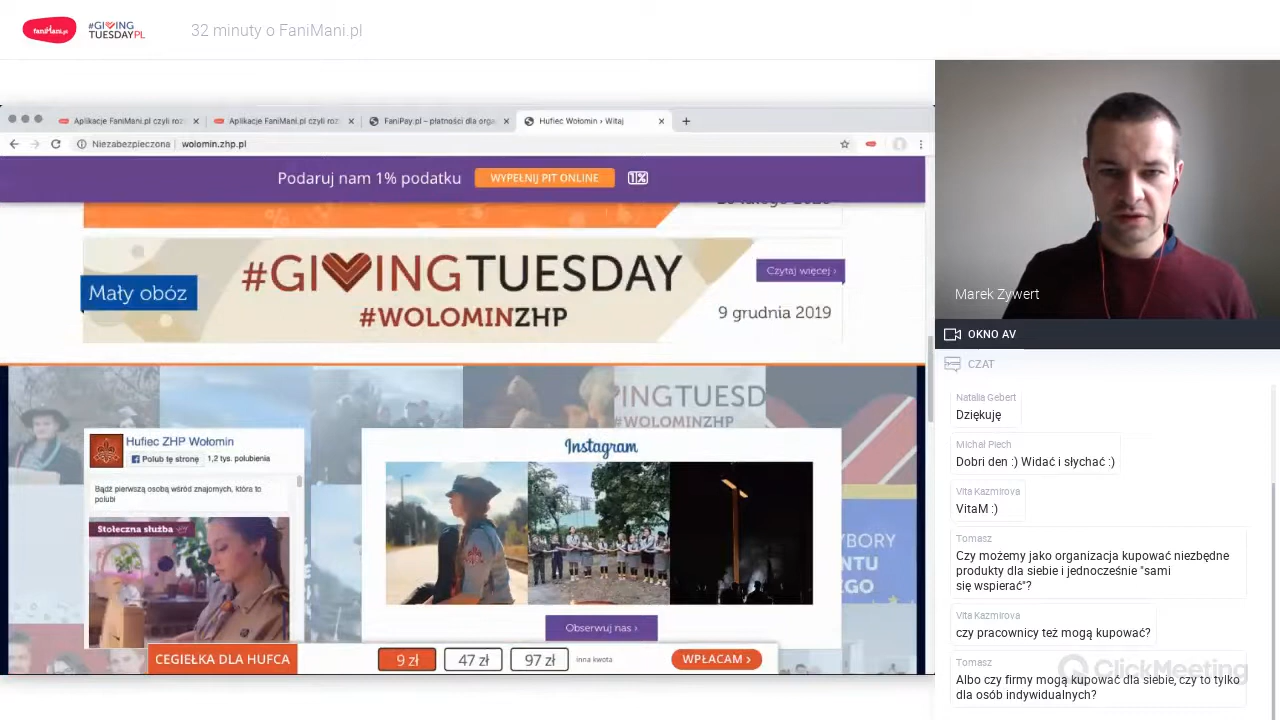 faniMani.pl
#GIVING
TUESDAYPL
32 minuty o FaniMani.pl
Aplikacje FaniMani.pl czyli roz
Aplikacje FaniMani.pl czyli roz
FaniPay.pl – płatności dla orga
Hufiec Wołomin › Witaj
Niezabezpieczona
wolomin.zhp.pl
Podaruj nam 1% podatku
WYPEŁNIJ PIT ONLINE
1%
Mały obóz
#GIVINGTUESDAY
#WOLOMINZHP
Czytaj więcej ›
9 grudnia 2019
INGTUESD
#WOLOMINZHP
Hufiec ZHP Wołomin
Polub tę stronę
1,2 tys. polubienia
Bądź pierwszą osobą wśród znajomych, która to
polubi
Stołeczna służba
Instagram
Obserwuj nas ›
YBORY
NTU
GO
CEGIEŁKA DLA HUFCA
9 zł
47 zł
97 zł
inna kwota
WPŁACAM ›
Marek Zywert
OKNO AV
CZAT
Natalia Gebert
Dziękuję
Michał Piech
Dobri den :) Widać i słychać :)
Vita Kazmirova
VitaM :)
Tomasz
Czy możemy jako organizacja kupować niezbędne
produkty dla siebie i jednocześnie "sami
się wspierać"?
Vita Kazmirova
czy pracownicy też mogą kupować?
Tomasz
Albo czy firmy mogą kupować dla siebie, czy to tylko
dla osób indywidualnych?
ClickMeeting